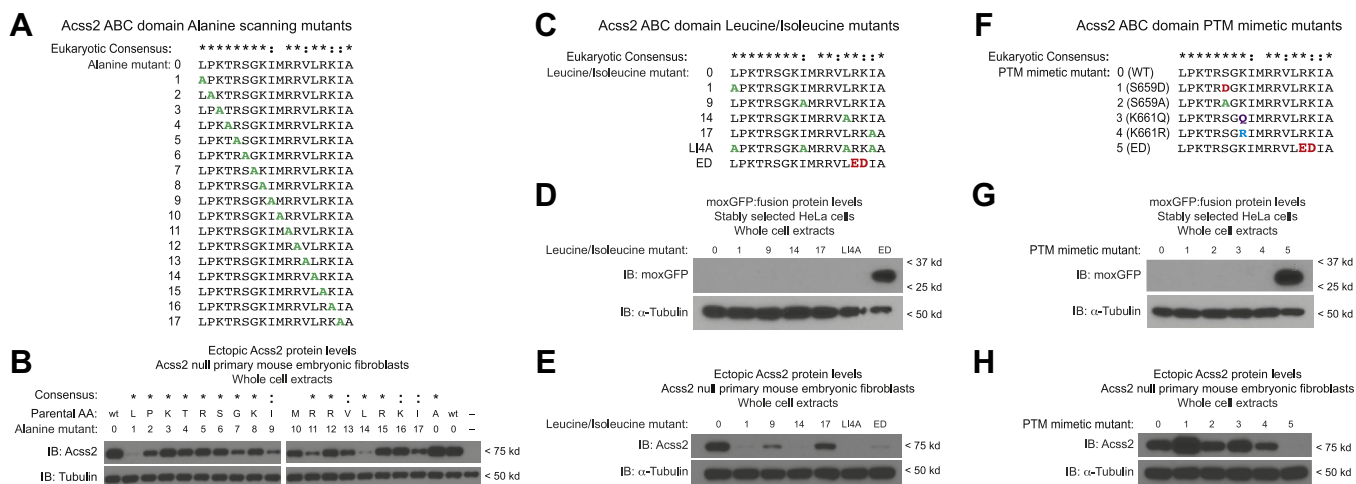 A
Acss2 ABC domain Alanine scanning mutants
Eukaryotic Consensus: ********: **:**::*
Alanine mutant: 0 LPKTRSGKIMRRVLRKIA
1 APKTRSGKIMRRVLRKIA
2 LAKTRSGKIMRRVLRKIA
3 LPATRSGKIMRRVLRKIA
4 LPKARSGKIMRRVLRKIA
5 LPKTASGKIMRRVLRKIA
6 LPKTRAGKIMRRVLRKIA
7 LPKTRSAKIMRRVLRKIA
8 LPKTRSGAIMRRVLRKIA
9 LPKTRSGKAMRRVLRKIA
10 LPKTRSGKIARRVLRKIA
11 LPKTRSGKIMARVLRKIA
12 LPKTRSGKIMRAVLRKIA
13 LPKTRSGKIMRRALRKIA
14 LPKTRSGKIMRRVARKIA
15 LPKTRSGKIMRRVLAKIA
16 LPKTRSGKIMRRVLRAIA
17 LPKTRSGKIMRRVLRKAA
B
Ectopic Acss2 protein levels
Acss2 null primary mouse embryonic fibroblasts
Whole cell extracts
Consensus: * * * * * * * * : * * : * * : : *
Parental AA: wt L P K T R S G K I M R R V L R K I A wt –
Alanine mutant: 0 1 2 3 4 5 6 7 8 9 10 11 12 13 14 15 16 17 0 0 –
IB: Acss2 < 75 kd
IB: Tubulin < 50 kd
C
Acss2 ABC domain Leucine/Isoleucine mutants
Eukaryotic Consensus: ********: **:**::*
Leucine/Isoleucine mutant: 0 LPKTRSGKIMRRVLRKIA
1 APKTRSGKIMRRVLRKIA
9 LPKTRSGKAMRRVLRKIA
14 LPKTRSGKIMRRVARKIA
17 LPKTRSGKIMRRVLRKAA
LI4A APKTRSGKAMRRVARKAA
ED LPKTRSGKIMRRVLEDIA
D
moxGFP:fusion protein levels
Stably selected HeLa cells
Whole cell extracts
Leucine/Isoleucine mutant: 0 1 9 14 17 LI4A ED
IB: moxGFP < 37 kd
< 25 kd
IB: α-Tubulin < 50 kd
E
Ectopic Acss2 protein levels
Acss2 null primary mouse embryonic fibroblasts
Whole cell extracts
Leucine/Isoleucine mutant: 0 1 9 14 17 LI4A ED
IB: Acss2 < 75 kd
IB: α-Tubulin < 50 kd
F
Acss2 ABC domain PTM mimetic mutants
Eukaryotic Consensus: ********: **:**::*
PTM mimetic mutant: 0 (WT) LPKTRSGKIMRRVLRKIA
1 (S659D) LPKTRDGKIMRRVLRKIA
2 (S659A) LPKTRAGKIMRRVLRKIA
3 (K661Q) LPKTRSGQIMRRVLRKIA
4 (K661R) LPKTRSGRIMRRVLRKIA
5 (ED) LPKTRSGKIMRRVLEDIA
G
moxGFP:fusion protein levels
Stably selected HeLa cells
Whole cell extracts
PTM mimetic mutant: 0 1 2 3 4 5
IB: moxGFP < 37 kd
< 25 kd
IB: α-Tubulin < 50 kd
H
Ectopic Acss2 protein levels
Acss2 null primary mouse embryonic fibroblasts
Whole cell extracts
PTM mimetic mutant: 0 1 2 3 4 5
IB: Acss2 < 75 kd
IB: α-Tubulin < 50 kd